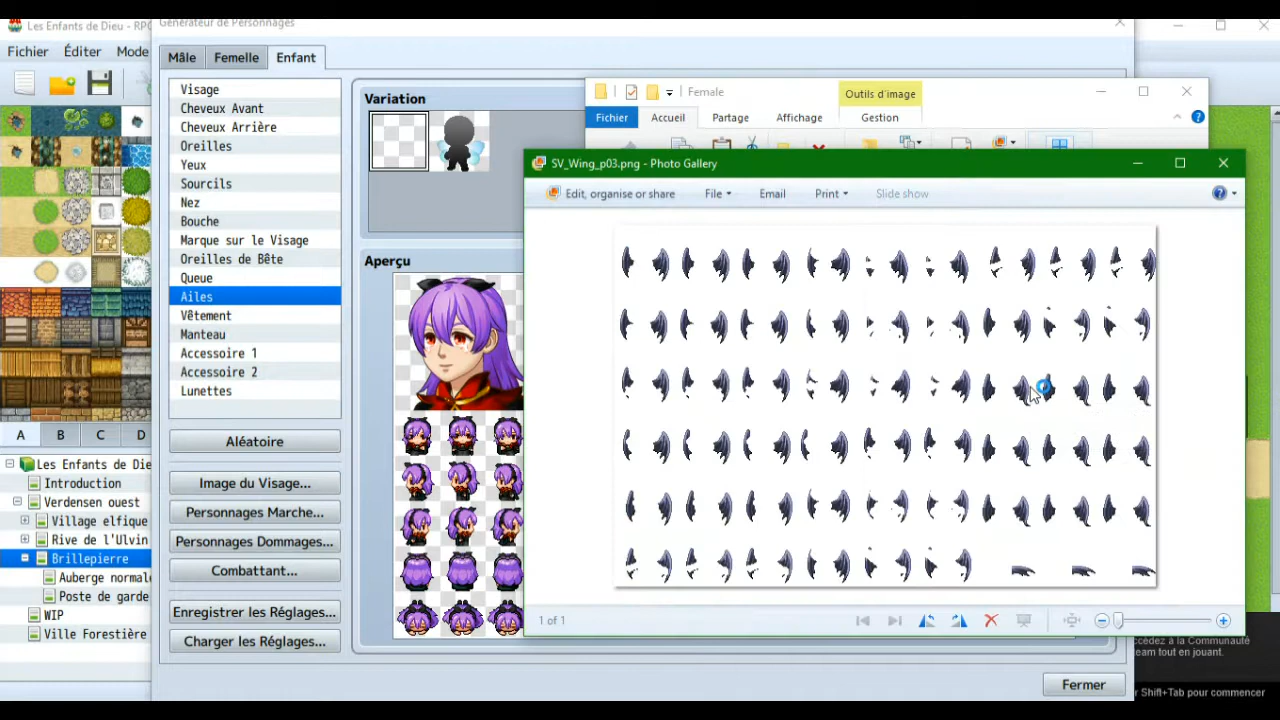 Les Enfants de Dieu - RPG
Générateur de Personnages
Fichier Éditer Mode
Mâle Femelle Enfant
Visage
Cheveux Avant
Cheveux Arrière
Oreilles
Yeux
Sourcils
Nez
Bouche
Marque sur le Visage
Oreilles de Bête
Queue
Ailes
Vêtement
Manteau
Accessoire 1
Accessoire 2
Lunettes
Aléatoire
Image du Visage...
Personnages Marche...
Personnages Dommages...
Combattant...
Enregistrer les Réglages...
Charger les Réglages...
Variation
Aperçu
Female
Outils d'image
Fichier Accueil Partage Affichage Gestion
SV_Wing_p03.png - Photo Gallery
Edit, organise or share File Email Print Slide show
1 of 1
A B C D
Les Enfants de Die
Introduction
Verdensen ouest
Village elfique
Rive de l'Ulvin
Brillepierre
Auberge normale
Poste de garde
WIP
Ville Forestière
Fermer
ccédez à la Communauté
team tout en jouant.
r Shift+Tab pour commencer